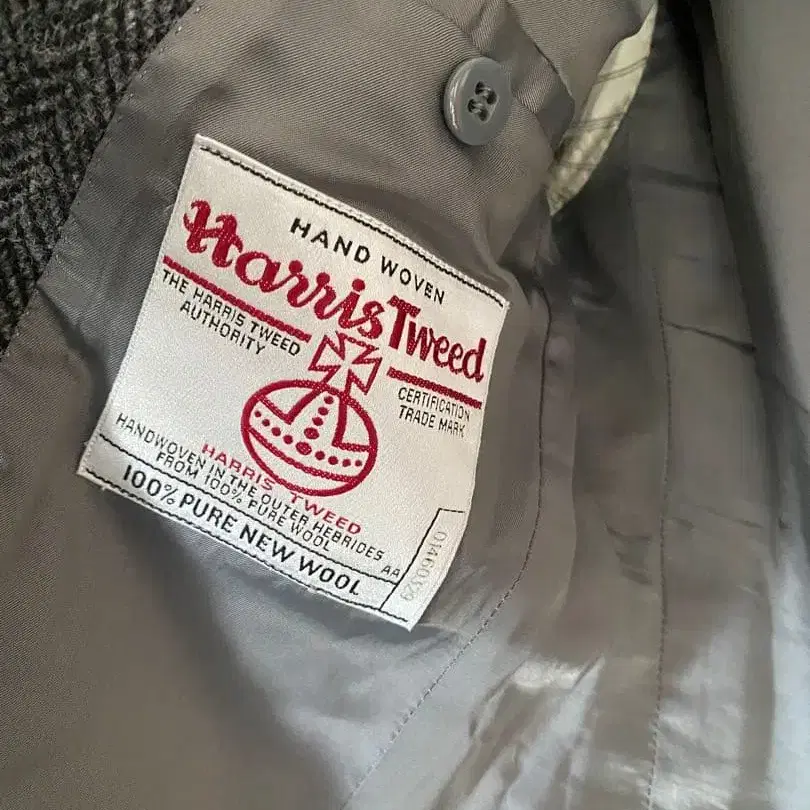 HAND WOVEN
Harris Tweed
THE HARRIS TWEED
AUTHORITY
CERTIFICATION
TRADE MARK
HARRIS TWEED
HANDWOVEN IN THE OUTER HEBRIDES
FROM 100% PURE WOOL
AA
100% PURE NEW WOOL